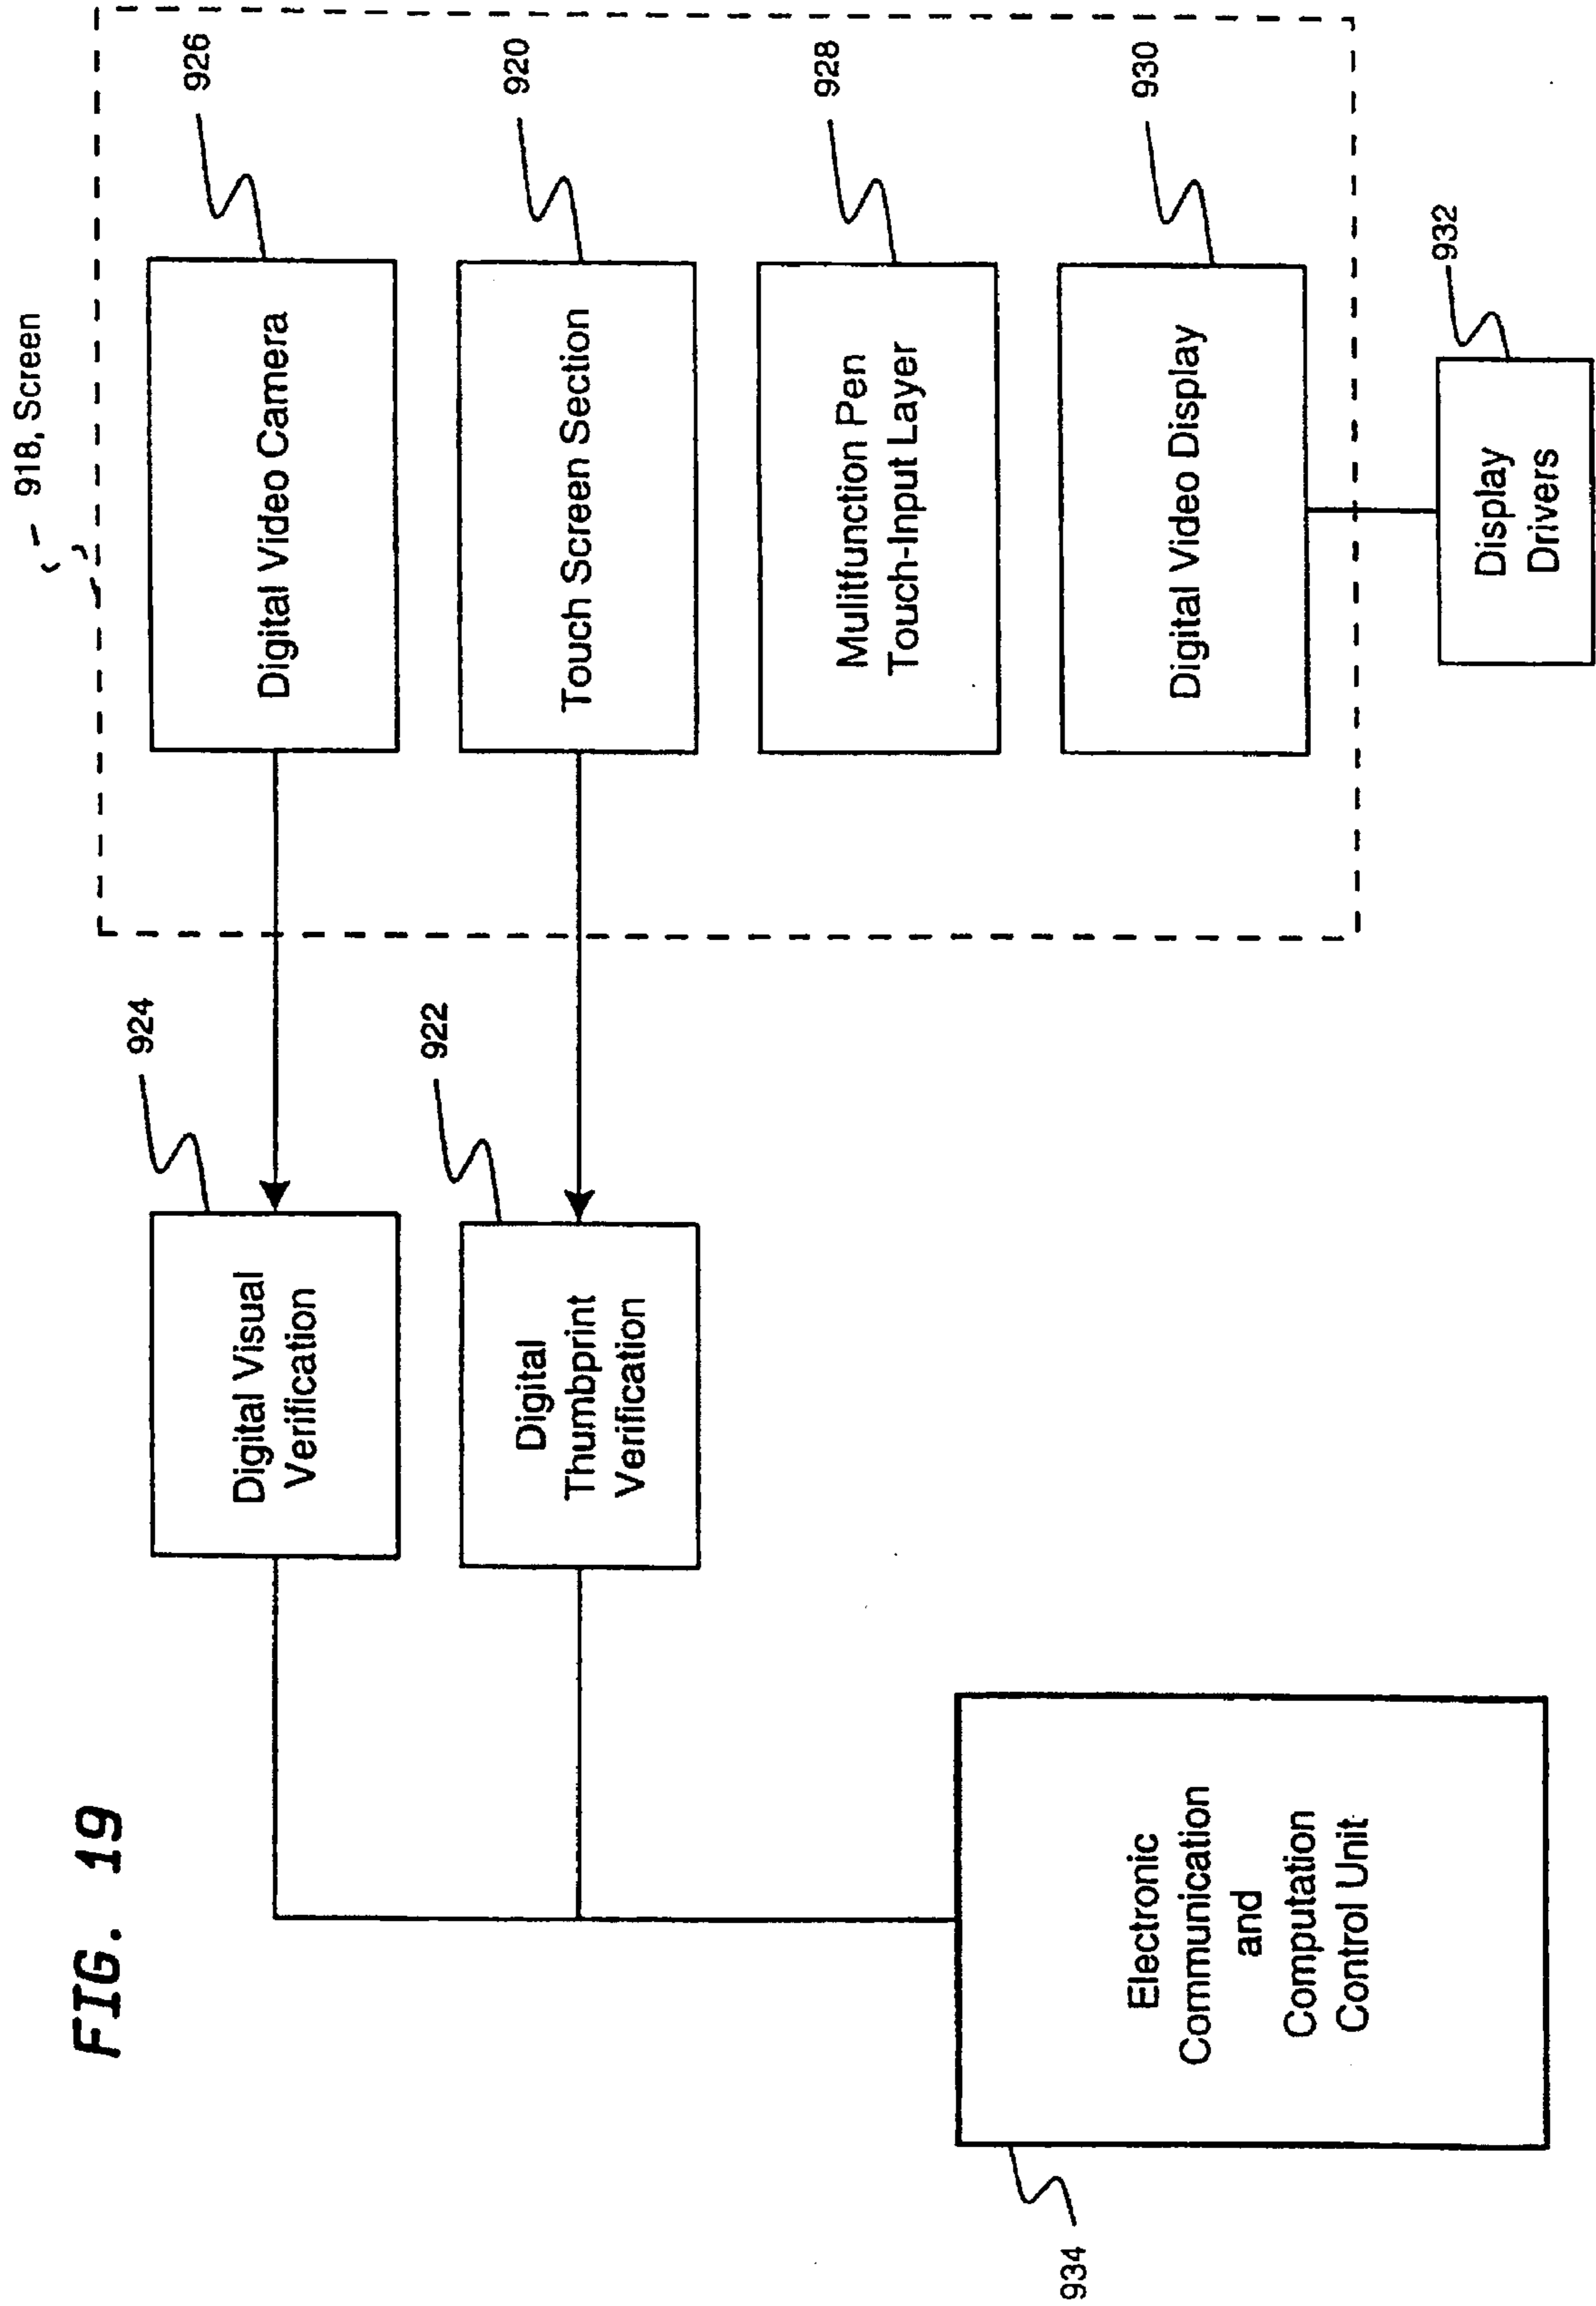 FIG. 19
918, Screen
924
Digital Visual
Verification
926
Digital Video Camera
922
Digital
Thumbprint
Verification
920
Touch Screen Section
928
Mulitfunction Pen
Touch-Input Layer
934
Electronic
Communication
and
Computation
Control Unit
930
Digital Video Display
932
Display
Drivers